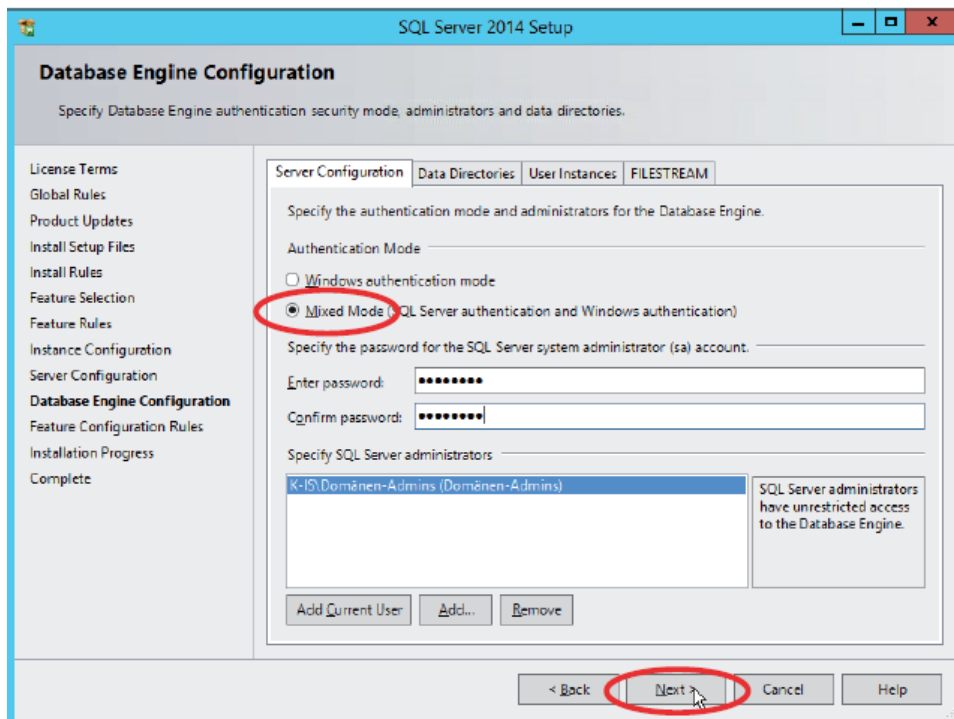 SQL Server 2014 Setup
Database Engine Configuration
Specify Database Engine authentication security mode, administrators and data directories.
License Terms
Global Rules
Product Updates
Install Setup Files
Install Rules
Feature Selection
Feature Rules
Instance Configuration
Server Configuration
Database Engine Configuration
Feature Configuration Rules
Installation Progress
Complete
Server Configuration Data Directories User Instances FILESTREAM
Specify the authentication mode and administrators for the Database Engine.
Authentication Mode
Windows authentication mode
Mixed Mode (SQL Server authentication and Windows authentication)
Specify the password for the SQL Server system administrator (sa) account.
Enter password: ●●●●●●●●
Confirm password: ●●●●●●●●
Specify SQL Server administrators
K-IS\Domänen-Admins (Domänen-Admins)
SQL Server administrators
have unrestricted access
to the Database Engine.
Add Current User Add... Remove
< Back Next > Cancel Help